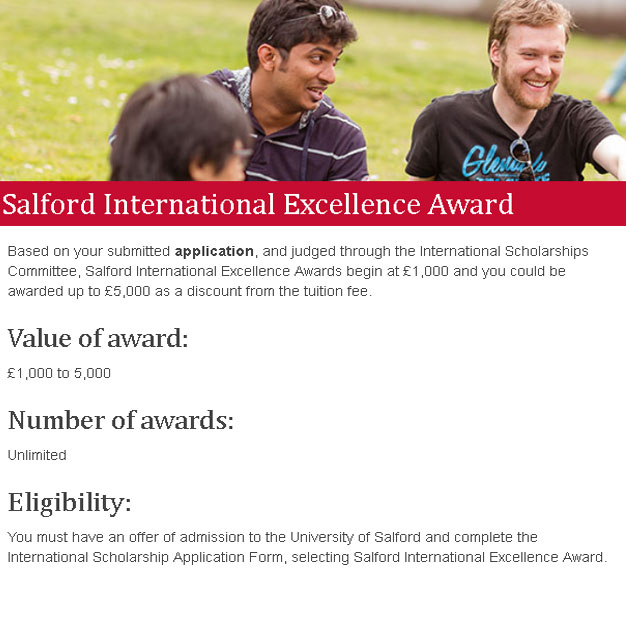 Salford International Excellence Award
Based on your submitted application, and judged through the International Scholarships
Committee, Salford International Excellence Awards begin at £1,000 and you could be
awarded up to £5,000 as a discount from the tuition fee.
Value of award:
£1,000 to 5,000
Number of awards:
Unlimited
Eligibility:
You must have an offer of admission to the University of Salford and complete the
International Scholarship Application Form, selecting Salford International Excellence Award.